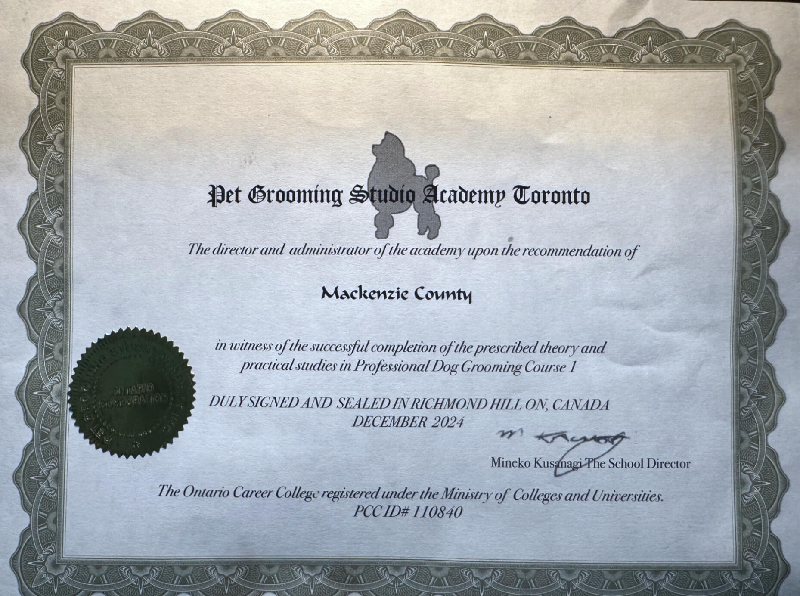 Pet Grooming Studio Academy Toronto
The director and administrator of the academy upon the recommendation of
Mackenzie County
in witness of the successful completion of the prescribed theory and
practical studies in Professional Dog Grooming Course 1
DULY SIGNED AND SEALED IN RICHMOND HILL ON, CANADA
DECEMBER 2024
Mineko Kusanagi The School Director
The Ontario Career College registered under the Ministry of Colleges and Universities.
PCC ID# 110840